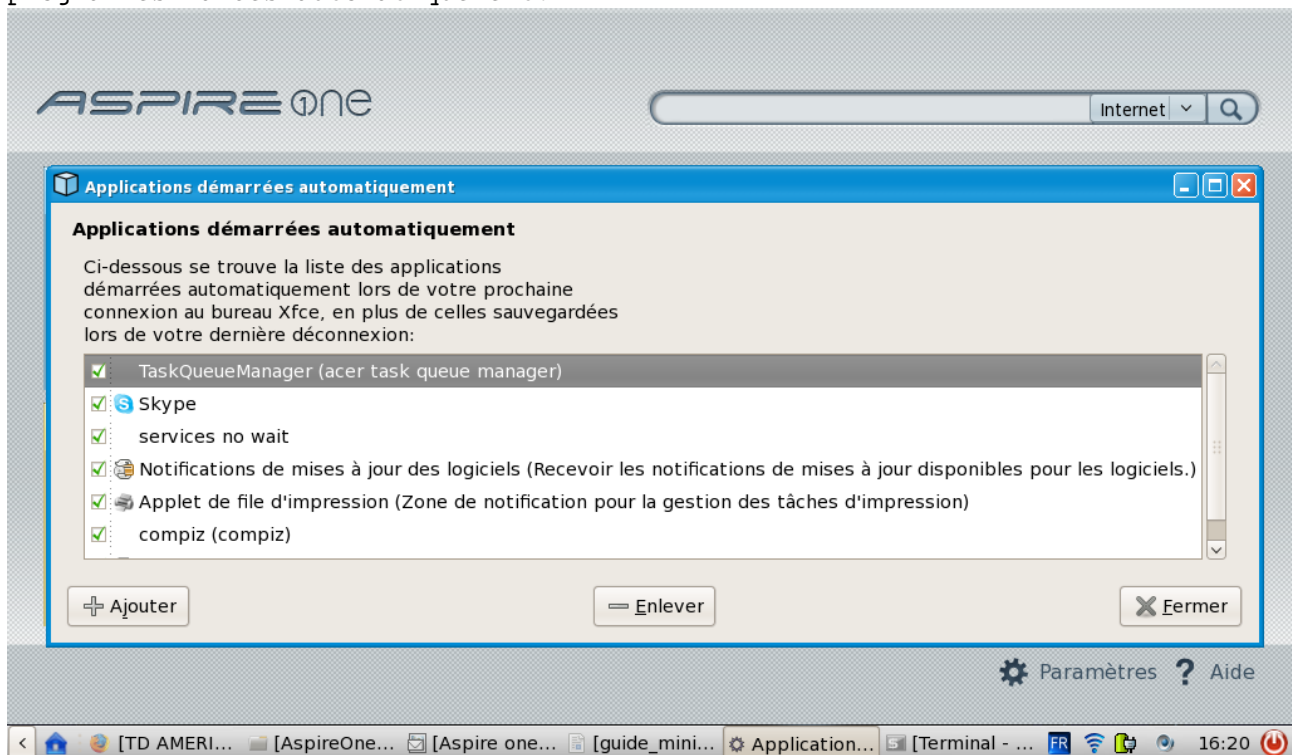 ASPIRE one
Internet
Applications démarrées automatiquement
Applications démarrées automatiquement
Ci-dessous se trouve la liste des applications
démarrées automatiquement lors de votre prochaine
connexion au bureau Xfce, en plus de celles sauvegardées
lors de votre dernière déconnexion:
TaskQueueManager (acer task queue manager)
Skype
services no wait
Notifications de mises à jour des logiciels (Recevoir les notifications de mises à jour disponibles pour les logiciels.)
Applet de file d'impression (Zone de notification pour la gestion des tâches d'impression)
compiz (compiz)
Ajouter Enlever Fermer
Paramètres ? Aide
[TD AMERI... [AspireOne... [Aspire one... [guide_mini... Application... [Terminal - ... FR 16:20